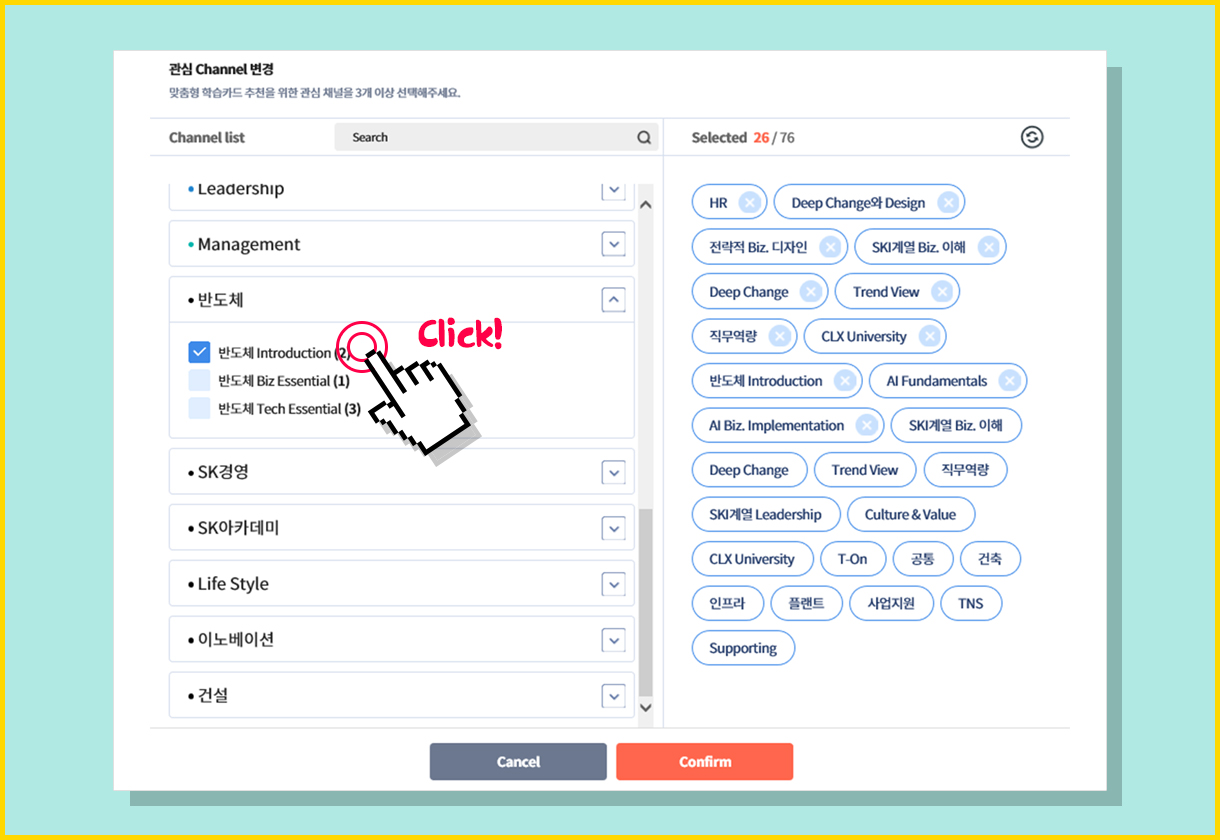 관심 Channel 변경
맞춤형 학습카드 추천을 위한 관심 채널을 3개 이상 선택해주세요.
Channel list
Search
Selected 26 / 76
• Leadership
• Management
• 반도체
반도체 Introduction (2)
Click!
반도체 Biz Essential (1)
반도체 Tech Essential (3)
• SK경영
• SK아카데미
• Life Style
• 이노베이션
• 건설
HR
Deep Change와 Design
전략적 Biz. 디자인
SKI계열 Biz. 이해
Deep Change
Trend View
직무역량
CLX University
반도체 Introduction
AI Fundamentals
AI Biz. Implementation
SKI계열 Biz. 이해
Deep Change
Trend View
직무역량
SKI계열 Leadership
Culture & Value
CLX University
T-On
공통
건축
인프라
플랜트
사업지원
TNS
Supporting
Cancel
Confirm